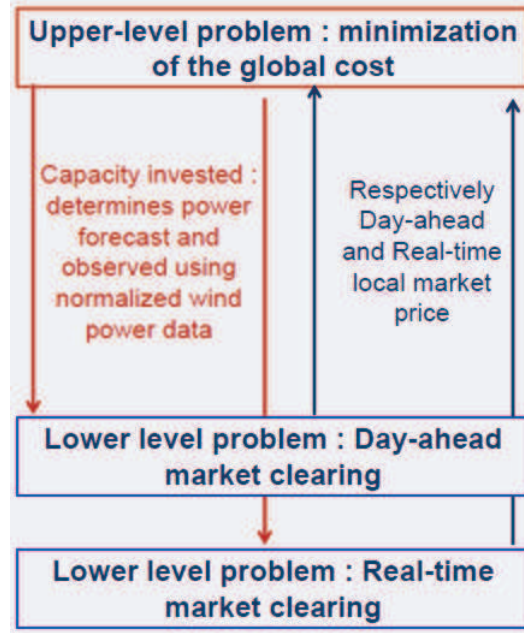 Upper-level problem : minimization
of the global cost
Capacity invested :
determines power
forecast and
observed using
normalized wind
power data
Respectively
Day-ahead
and Real-time
local market
price
Lower level problem : Day-ahead
market clearing
Lower level problem : Real-time
market clearing